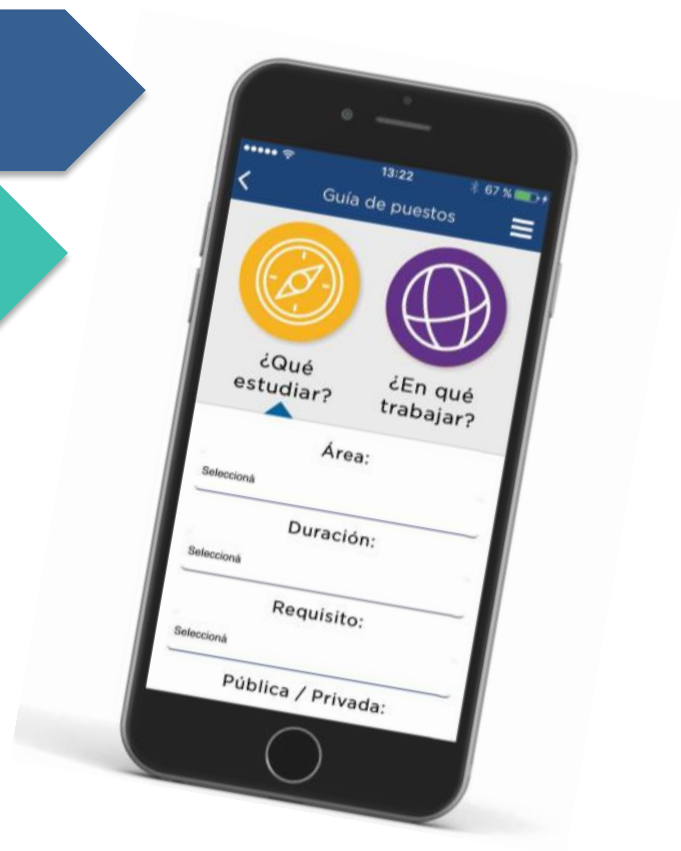 13:22
67 %
Guía de puestos
¿Qué
estudiar?
¿En qué
trabajar?
Área:
Seleccioná
Duración:
Seleccioná
Requisito:
Seleccioná
Pública / Privada: